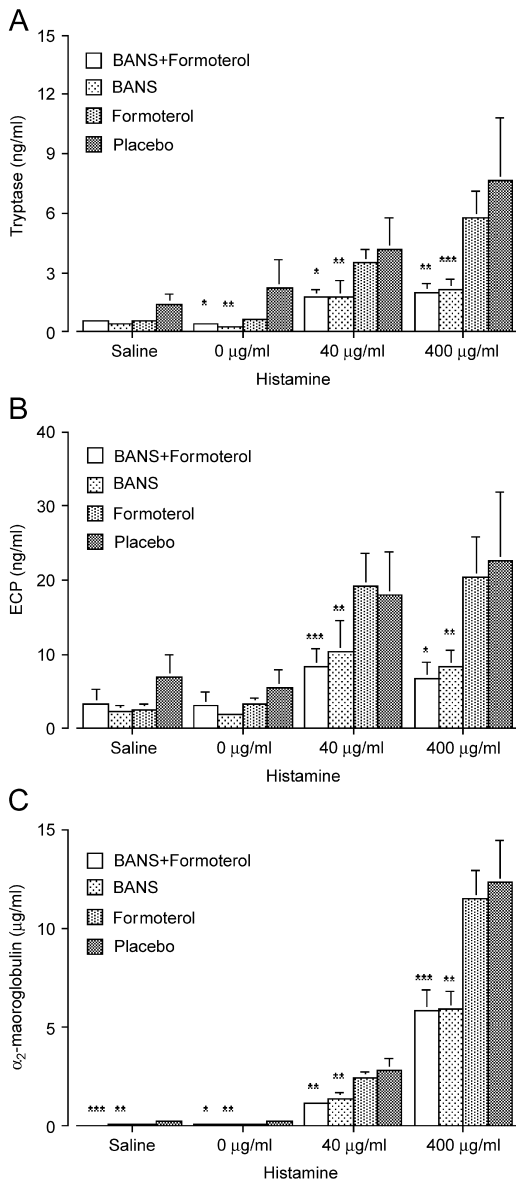 A
15
12
9
6
3
0
Tryptase (ng/ml)
BANS+Formoterol
BANS
Formoterol
Placebo
* ** * ** ** ***
Saline 0 µg/ml 40 µg/ml 400 µg/ml
Histamine
B
40
30
20
10
0
ECP (ng/ml)
BANS+Formoterol
BANS
Formoterol
Placebo
*** ** * **
Saline 0 µg/ml 40 µg/ml 400 µg/ml
Histamine
C
15
10
5
0
α2-maoroglobulin (µg/ml)
BANS+Formoterol
BANS
Formoterol
Placebo
*** ** * ** ** ** *** **
Saline 0 µg/ml 40 µg/ml 400 µg/ml
Histamine